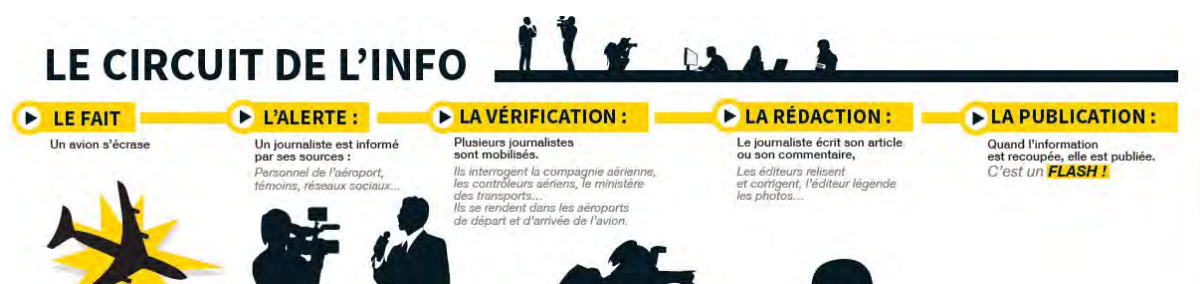 LE CIRCUIT DE L'INFO
LE FAIT
Un avion s'écrase
L'ALERTE :
Un journaliste est informé
par ses sources :
Personnel de l'aéroport,
témoins, réseaux sociaux...
LA VÉRIFICATION :
Plusieurs journalistes
sont mobilisés.
Ils interrogent la compagnie aérienne,
les contrôleurs aériens, le ministère
des transports...
Ils se rendent dans les aéroports
de départ et d'arrivée de l'avion.
LA RÉDACTION :
Le journaliste écrit son article
ou son commentaire,
Les éditeurs relisent
et corrigent, l'éditeur légende
les photos...
LA PUBLICATION :
Quand l'information
est recoupée, elle est publiée.
C'est un FLASH !